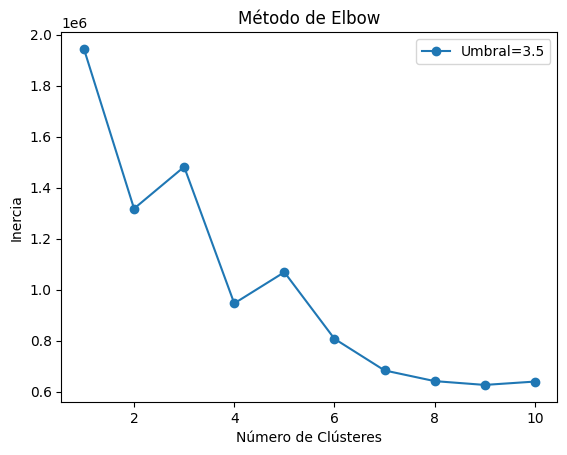 Método de Elbow
1e6
Umbral=3.5
2.0
1.8
1.6
1.4
1.2
1.0
0.8
0.6
Inercia
2 4 6 8 10
Número de Clústeres